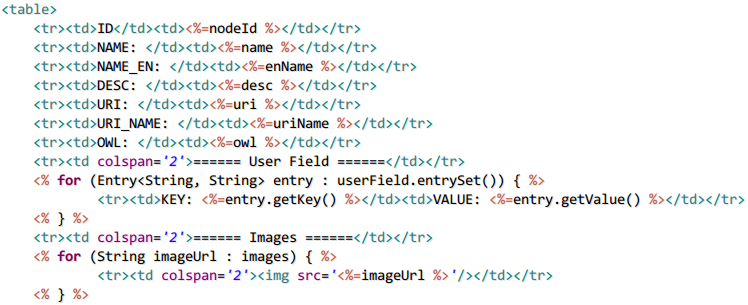 <table>
<tr><td>ID</td><td><%=nodeId %></td></tr>
<tr><td>NAME: </td><td><%=name %></td></tr>
<tr><td>NAME_EN: </td><td><%=enName %></td></tr>
<tr><td>DESC: </td><td><%=desc %></td></tr>
<tr><td>URI: </td><td><%=uri %></td></tr>
<tr><td>URI_NAME: </td><td><%=uriName %></td></tr>
<tr><td>OWL: </td><td><%=owl %></td></tr>
<tr><td colspan='2'>====== User Field ======</td></tr>
<% for (Entry<String, String> entry : userField.entrySet()) { %>
<tr><td>KEY: <%=entry.getKey() %></td><td>VALUE: <%=entry.getValue() %></td></tr>
<% } %>
<tr><td colspan='2'>====== Images ======</td></tr>
<% for (String imageUrl : images) { %>
<tr><td colspan='2'><img src='<%=imageUrl %>'/></td></tr>
<% } %>